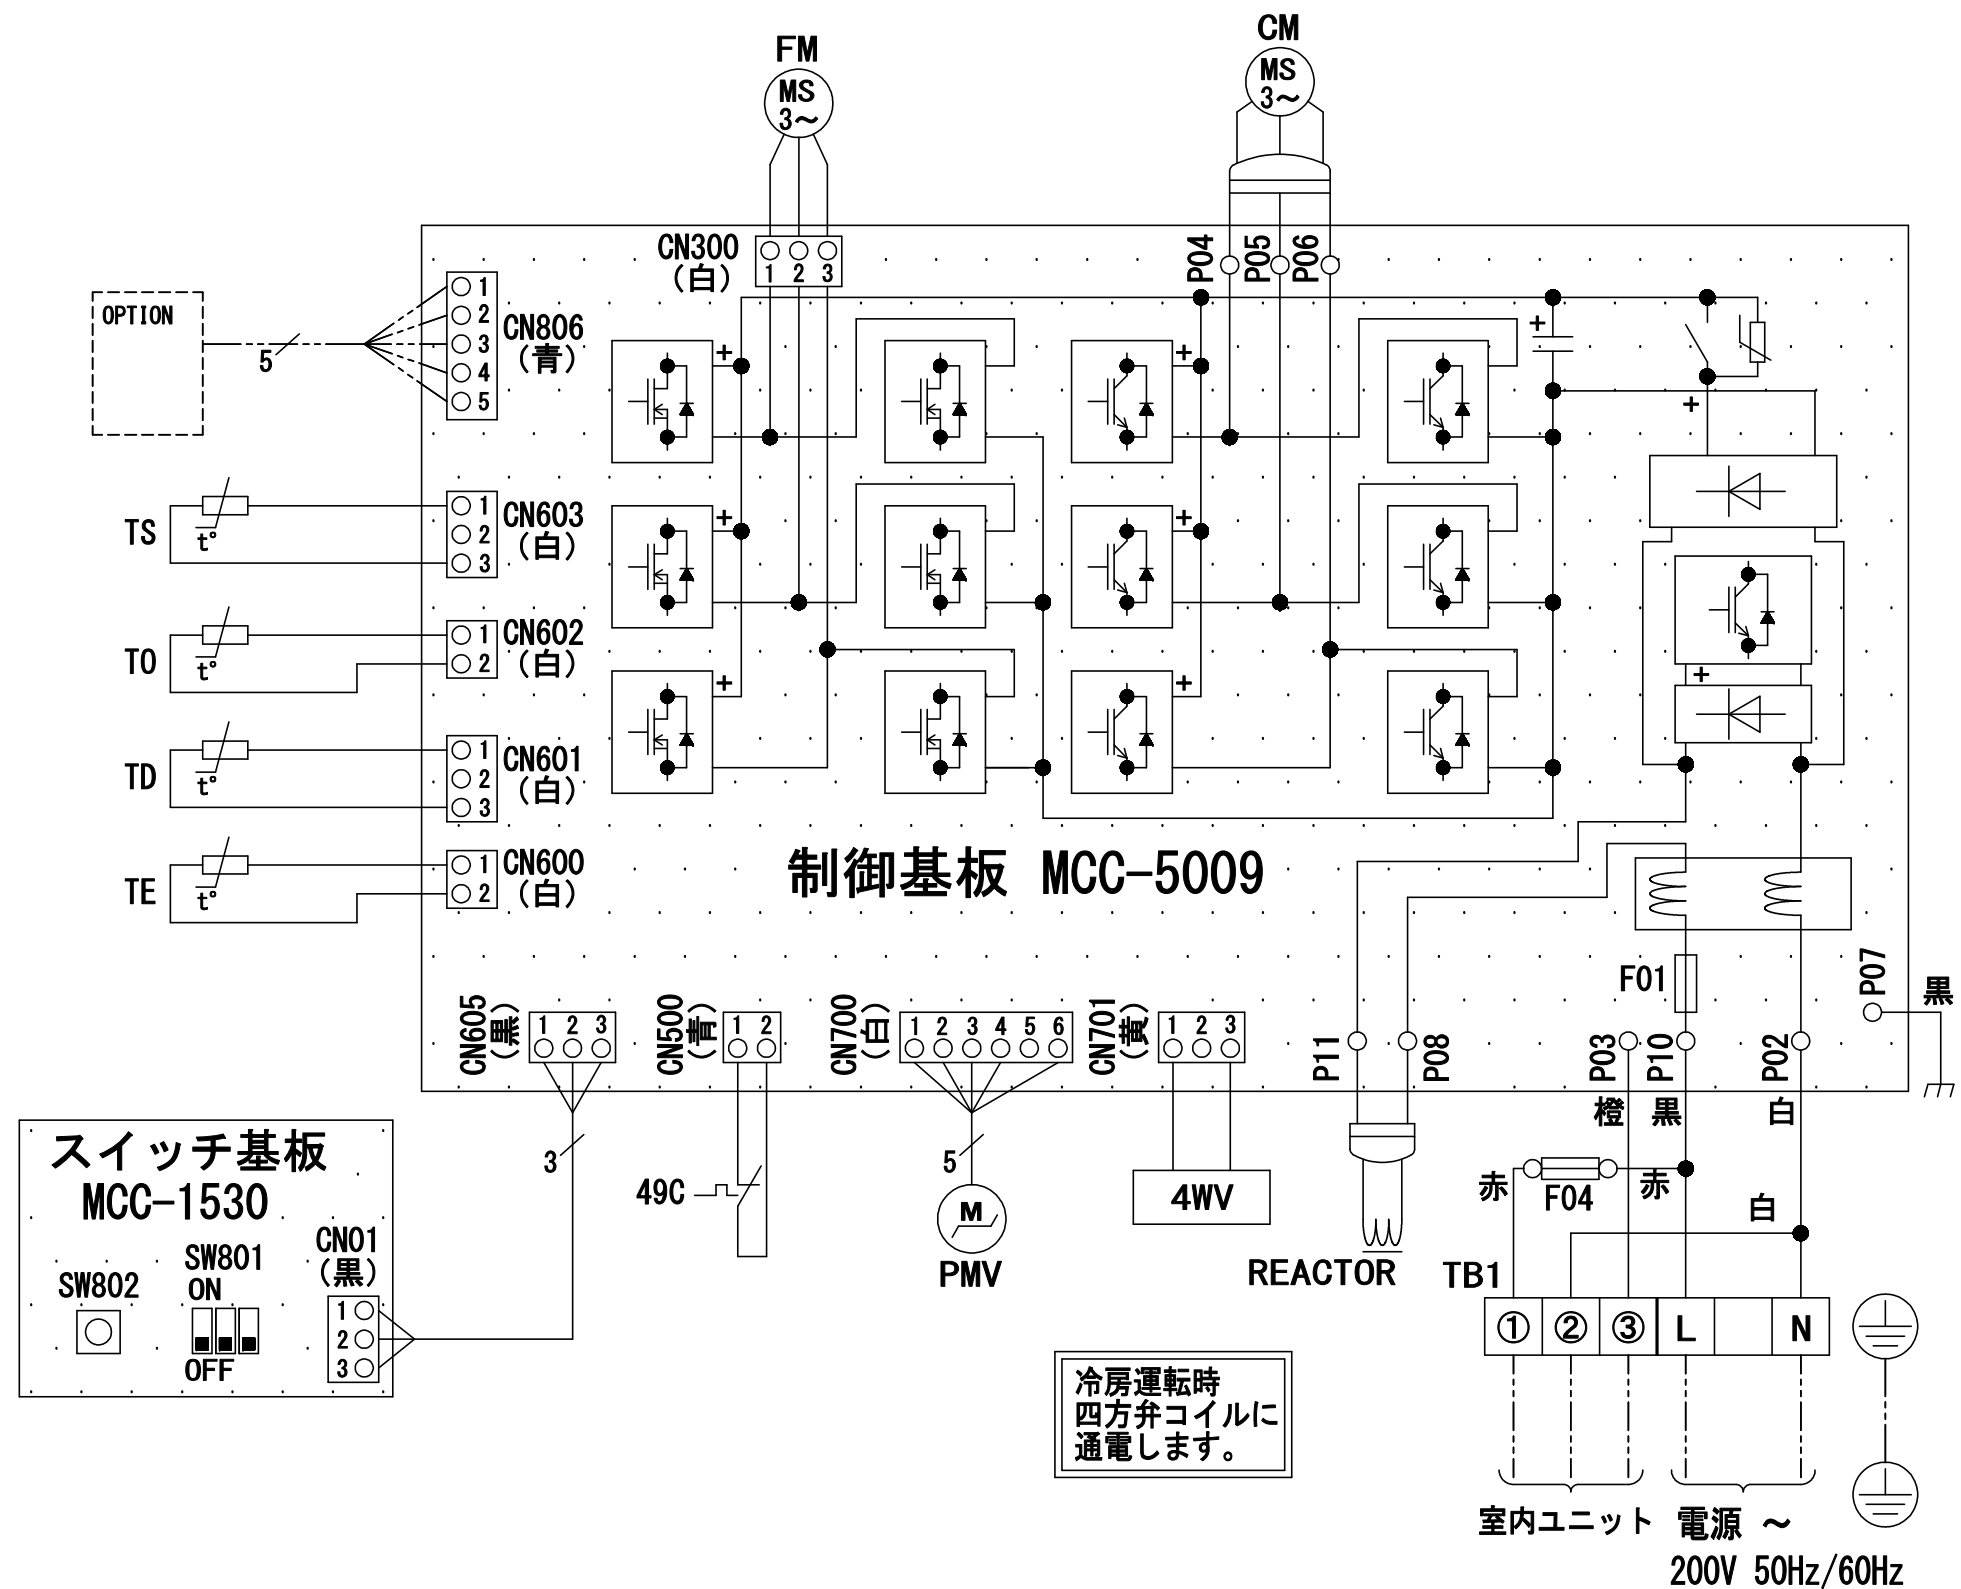 CM
MS
3～
FM
MS
3～
OPTION
5
CN806
(青)
1
2
3
4
5
CN300
(白)
1 2 3
P04
P05
P06
+
+
+
+
+
+
+
+
+
TS
t°
1
2
3
CN603
(白)
TO
t°
1
2
CN602
(白)
TD
t°
1
2
3
CN601
(白)
TE
t°
1
2
CN600
(白)
制御基板 MCC-5009
CN605
(黒)
1 2 3
CN500
(青)
1 2
CN700
(白)
1 2 3 4 5 6
CN701
(黄)
1 2 3
P11
P08
F01
P03
P10
P02
P07
黒
橙
黒
白
スイッチ基板
MCC-1530
SW802
SW801
ON
OFF
CN01
(黒)
1
2
3
3
49C
5
M
PMV
4WV
REACTOR
赤
F04
赤
白
TB1
① ② ③ L N
冷房運転時
四方弁コイルに
通電します。
室内ユニット
電源 ～
200V 50Hz/60Hz